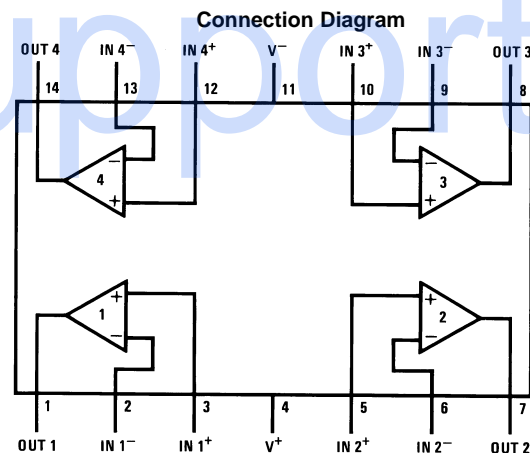 Connection Diagram
upport
OUT 4 IN 4− IN 4+ V− IN 3+ IN 3− OUT 3
14 13 12 11 10 9 8
− −
4 3
+ +
+ +
1 2
− −
1 2 3 4 5 6 7
OUT 1 IN 1− IN 1+ V+ IN 2+ IN 2− OUT 2